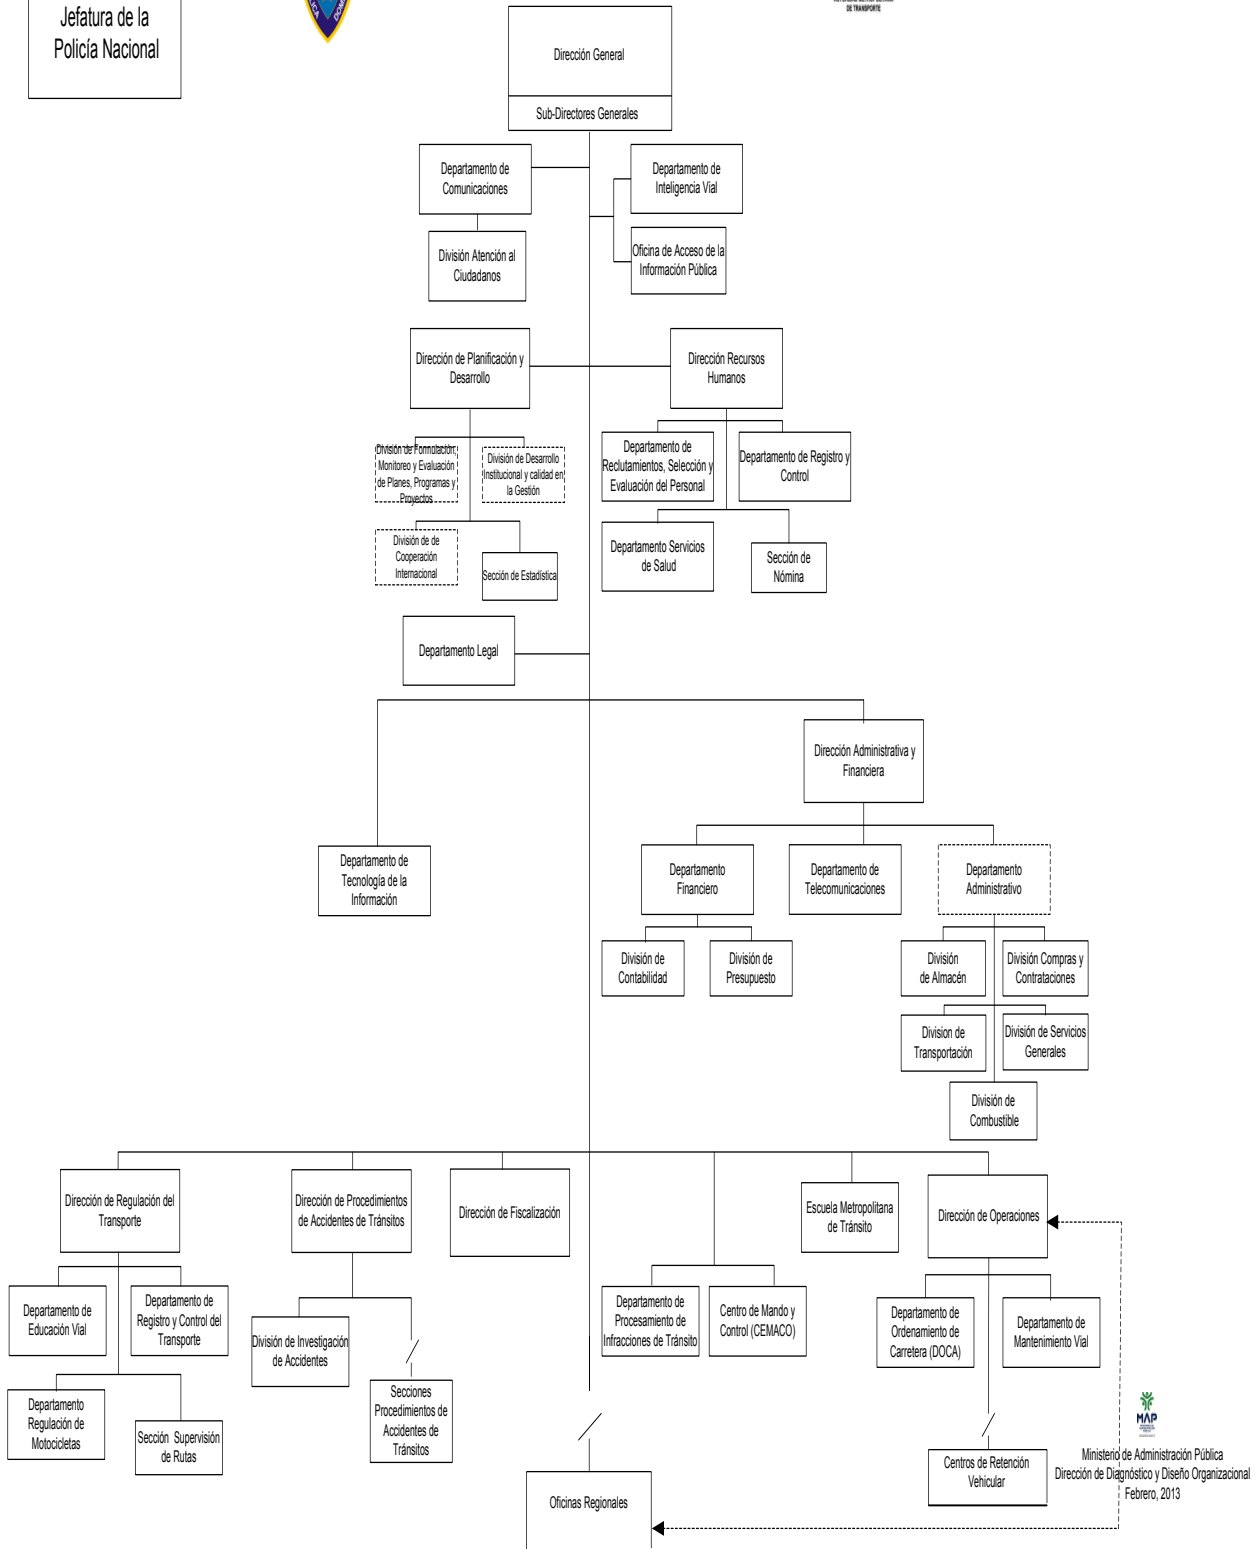 Jefatura de la
Policía Nacional
DE TRANSPORTE
Dirección General
Sub-Directores Generales
Departamento de
Comunicaciones
Departamento de
Inteligencia Vial
División Atención al
Ciudadanos
Oficina de Acceso de la
Información Pública
Dirección de Planificación y
Desarrollo
Dirección Recursos
Humanos
División de Formulación,
Monitoreo y Evaluación
de Planes, Programas y
Proyectos
División de Desarrollo
Institucional y calidad en
la Gestión
Departamento de
Reclutamientos, Selección y
Evaluación del Personal
Departamento de Registro y
Control
División de de
Cooperación
Internacional
Sección de Estadística
Departamento Servicios
de Salud
Sección de
Nómina
Departamento Legal
Dirección Administrativa y
Financiera
Departamento de
Tecnología de la
Información
Departamento
Financiero
Departamento de
Telecomunicaciones
Departamento
Administrativo
División de
Contabilidad
División de
Presupuesto
División
de Almacén
División Compras y
Contrataciones
Division de
Transportación
División de Servicios
Generales
División de
Combustible
Dirección de Regulación del
Transporte
Dirección de Procedimientos
de Accidentes de Tránsitos
Dirección de Fiscalización
Escuela Metropolitana
de Tránsito
Dirección de Operaciones
Departamento de
Educación Vial
Departamento de
Registro y Control del
Transporte
División de Investigación
de Accidentes
Departamento de
Procesamiento de
Infracciones de Tránsito
Centro de Mando y
Control (CEMACO)
Departamento de
Ordenamiento de
Carretera (DOCA)
Departamento de
Mantenimiento Vial
Departamento
Regulación de
Motocicletas
Sección Supervisión
de Rutas
Secciones
Procedimientos de
Accidentes de
Tránsitos
Oficinas Regionales
Centros de Retención
Vehicular
MAP
Ministerio de Administración Pública
Dirección de Diagnóstico y Diseño Organizacional
Febrero, 2013